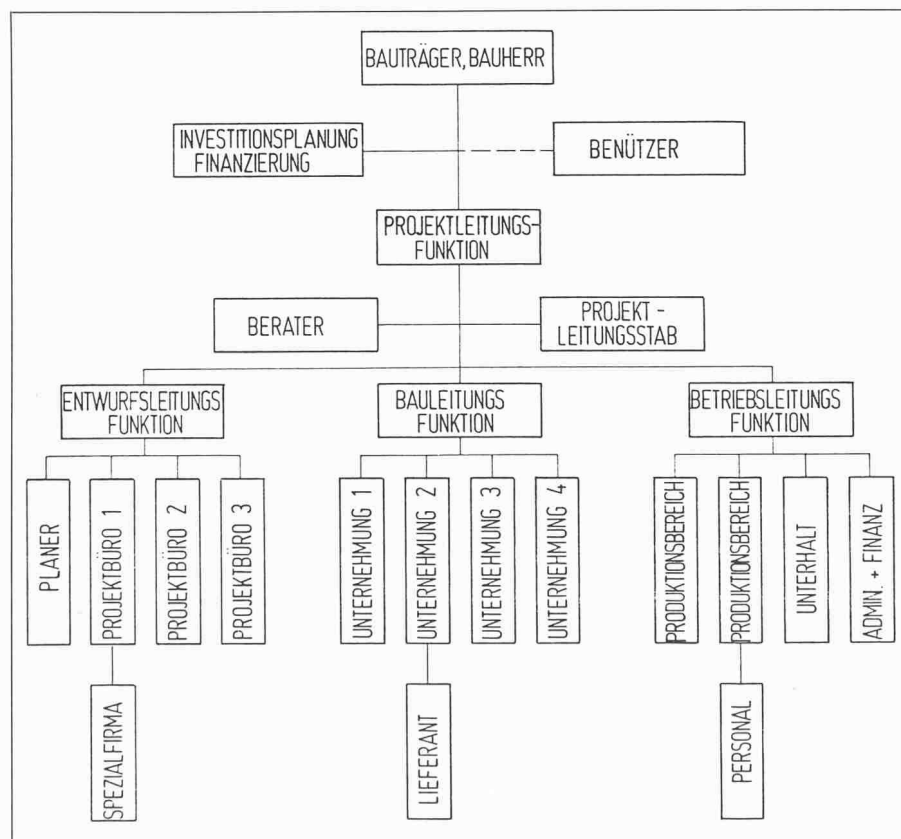 BAUTRÄGER, BAUHERR
INVESTITIONSPLANUNG
FINANZIERUNG
BENÜTZER
PROJEKTLEITUNGS-
FUNKTION
BERATER
PROJEKT -
LEITUNGSSTAB
ENTWURFSLEITUNGS
FUNKTION
BAULEITUNGS
FUNKTION
BETRIEBSLEITUNGS
FUNKTION
PLANER
PROJEKTBÜRO 1
PROJEKTBÜRO 2
PROJEKTBÜRO 3
UNTERNEHMUNG 1
UNTERNEHMUNG 2
UNTERNEHMUNG 3
UNTERNEHMUNG 4
PRODUKTIONSBEREICH
PRODUKTIONSBEREICH
UNTERHALT
ADMIN. + FINANZ
SPEZIALFIRMA
LIEFERANT
PERSONAL